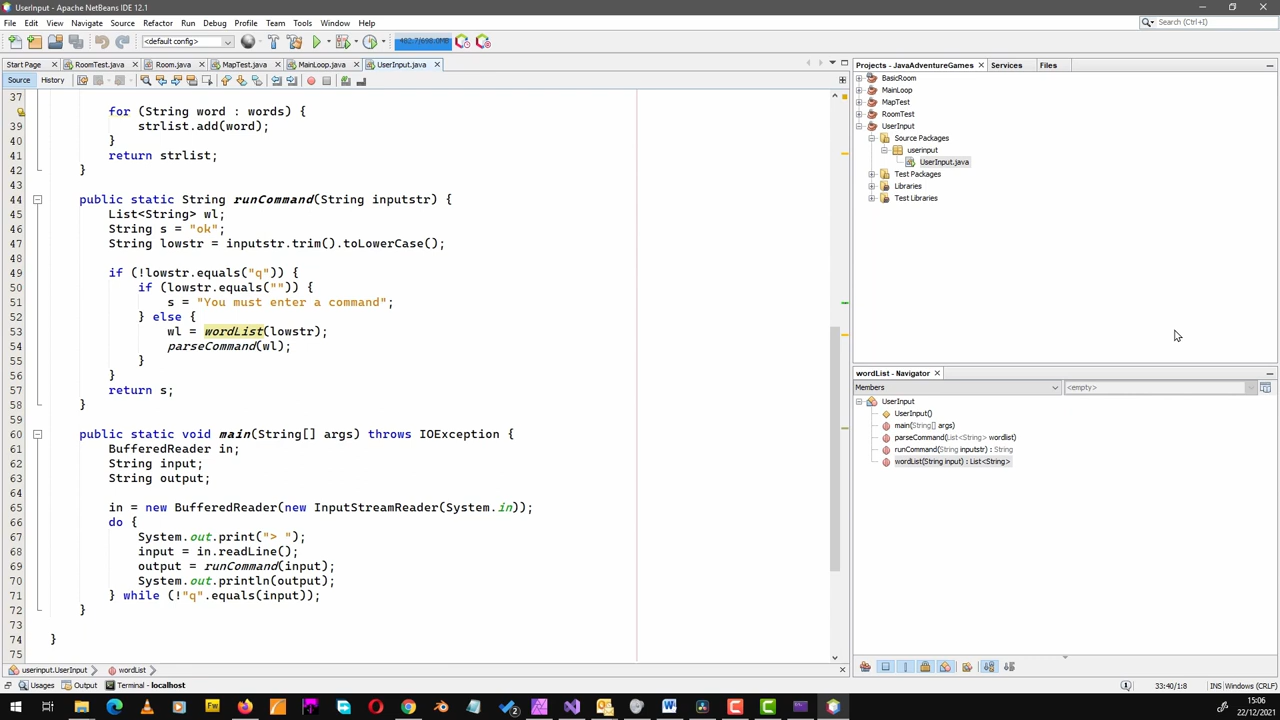 UserInput - Apache NetBeans IDE 12.1
File Edit View Navigate Source Refactor Run Debug Profile Team Tools Window Help
Search (Ctrl+I)
<default config>
482.7/698.0MB
Start Page RoomTest.java Room.java MapTest.java MainLoop.java UserInput.java
Source History
37
for (String word : words) {
39 strlist.add(word);
40 }
41 return strlist;
42 }
43
44 public static String runCommand(String inputstr) {
45 List<String> wl;
46 String s = "ok";
47 String lowstr = inputstr.trim().toLowerCase();
48
49 if (!lowstr.equals("q")) {
50 if (lowstr.equals("")) {
51 s = "You must enter a command";
52 } else {
53 wl = wordList(lowstr);
54 parseCommand(wl);
55 }
56 }
57 return s;
58 }
59
60 public static void main(String[] args) throws IOException {
61 BufferedReader in;
62 String input;
63 String output;
64
65 in = new BufferedReader(new InputStreamReader(System.in));
66 do {
67 System.out.print("> ");
68 input = in.readLine();
69 output = runCommand(input);
70 System.out.println(output);
71 } while (!"q".equals(input));
72 }
73
74 }
75
Projects - JavaAdventureGames Services Files
BasicRoom
MainLoop
MapTest
RoomTest
UserInput
Source Packages
userinput
UserInput.java
Test Packages
Libraries
Test Libraries
wordList - Navigator
Members <empty>
UserInput
UserInput()
main(String[] args)
parseCommand(List<String> wordlist)
runCommand(String inputstr) : String
wordList(String input) : List<String>
userinput.UserInput wordList
Usages Output Terminal - localhost
33:40/1:8 INS Windows (CRLF)
15:06
22/12/2021